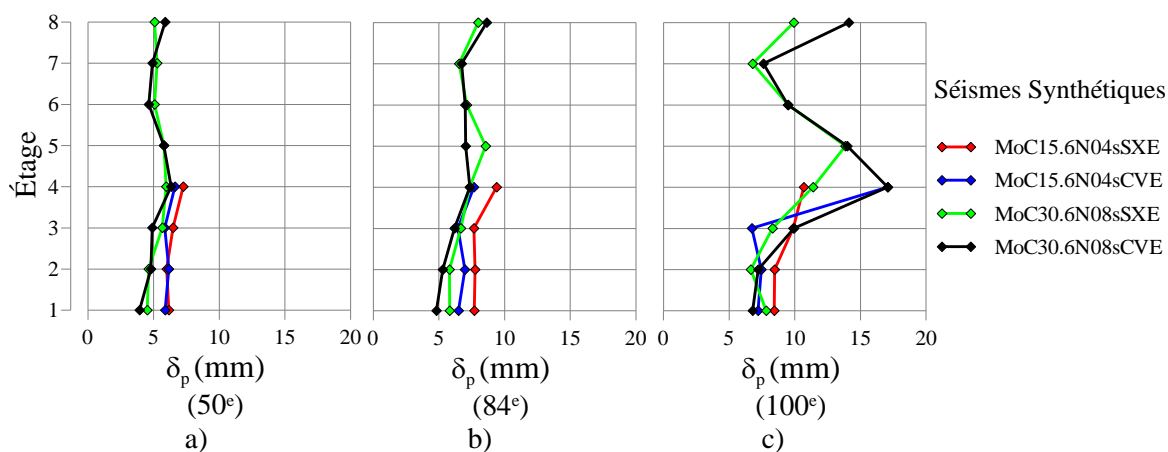 8
7
6
5
4
3
2
1
Étage
0 5 10 15 20
0 5 10 15 20
0 5 10 15 20
δp (mm)
δp (mm)
δp (mm)
(50e)
(84e)
(100e)
a)
b)
c)
Séismes Synthétiques
MoC15.6N04sSXE
MoC15.6N04sCVE
MoC30.6N08sSXE
MoC30.6N08sCVE